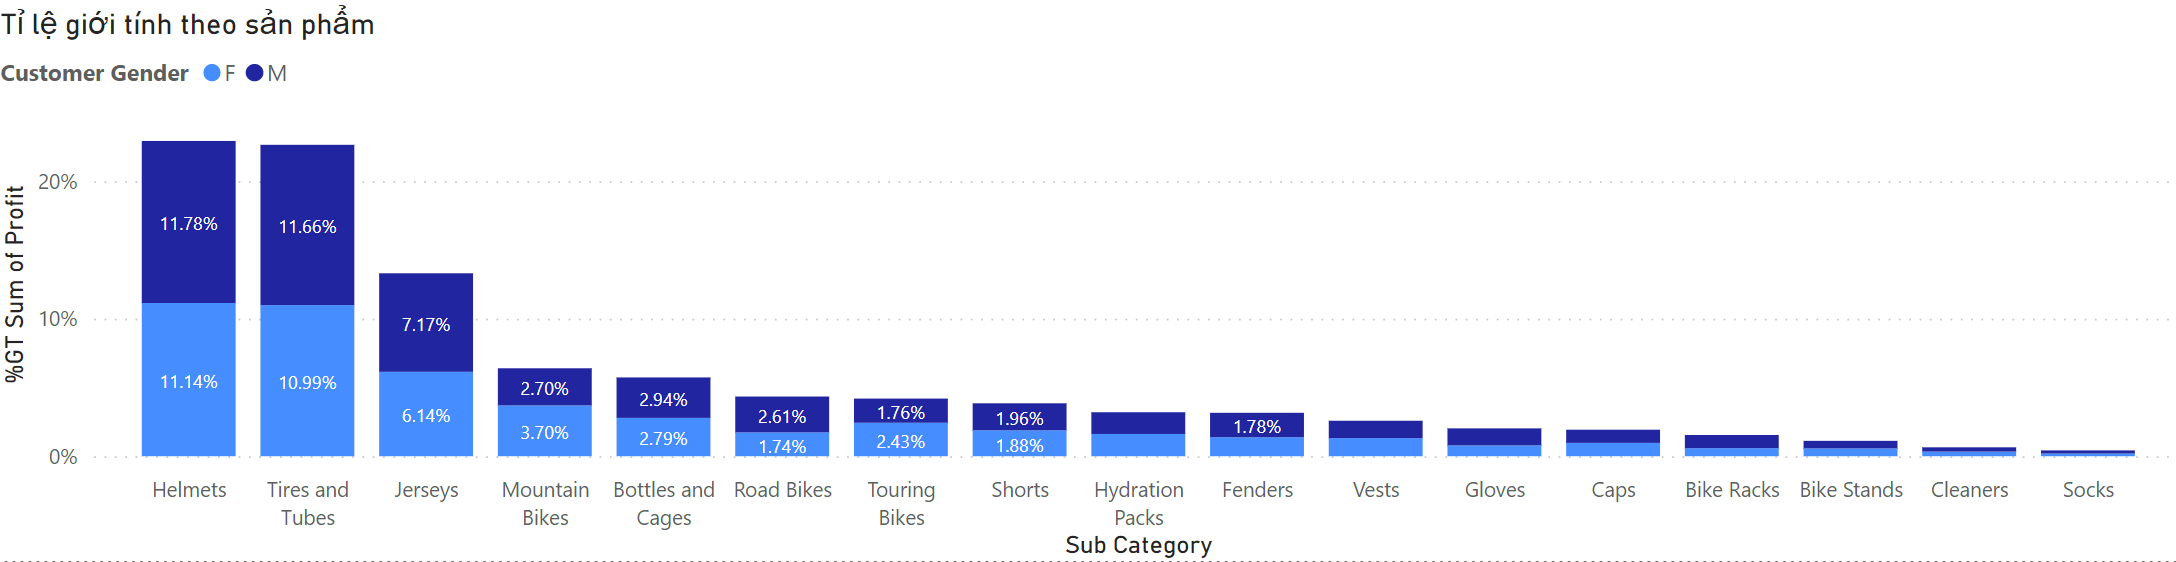 Tỉ lệ giới tính theo sản phẩm
Customer Gender F M
%GT Sum of Profit
20%
10%
0%
11.78%
11.14%
11.66%
10.99%
7.17%
6.14%
2.70%
3.70%
2.94%
2.79%
2.61%
1.74%
1.76%
2.43%
1.96%
1.88%
1.78%
Helmets
Tires and
Tubes
Jerseys
Mountain
Bikes
Bottles and
Cages
Road Bikes
Touring
Bikes
Shorts
Hydration
Packs
Fenders
Vests
Gloves
Caps
Bike Racks
Bike Stands
Cleaners
Socks
Sub Category